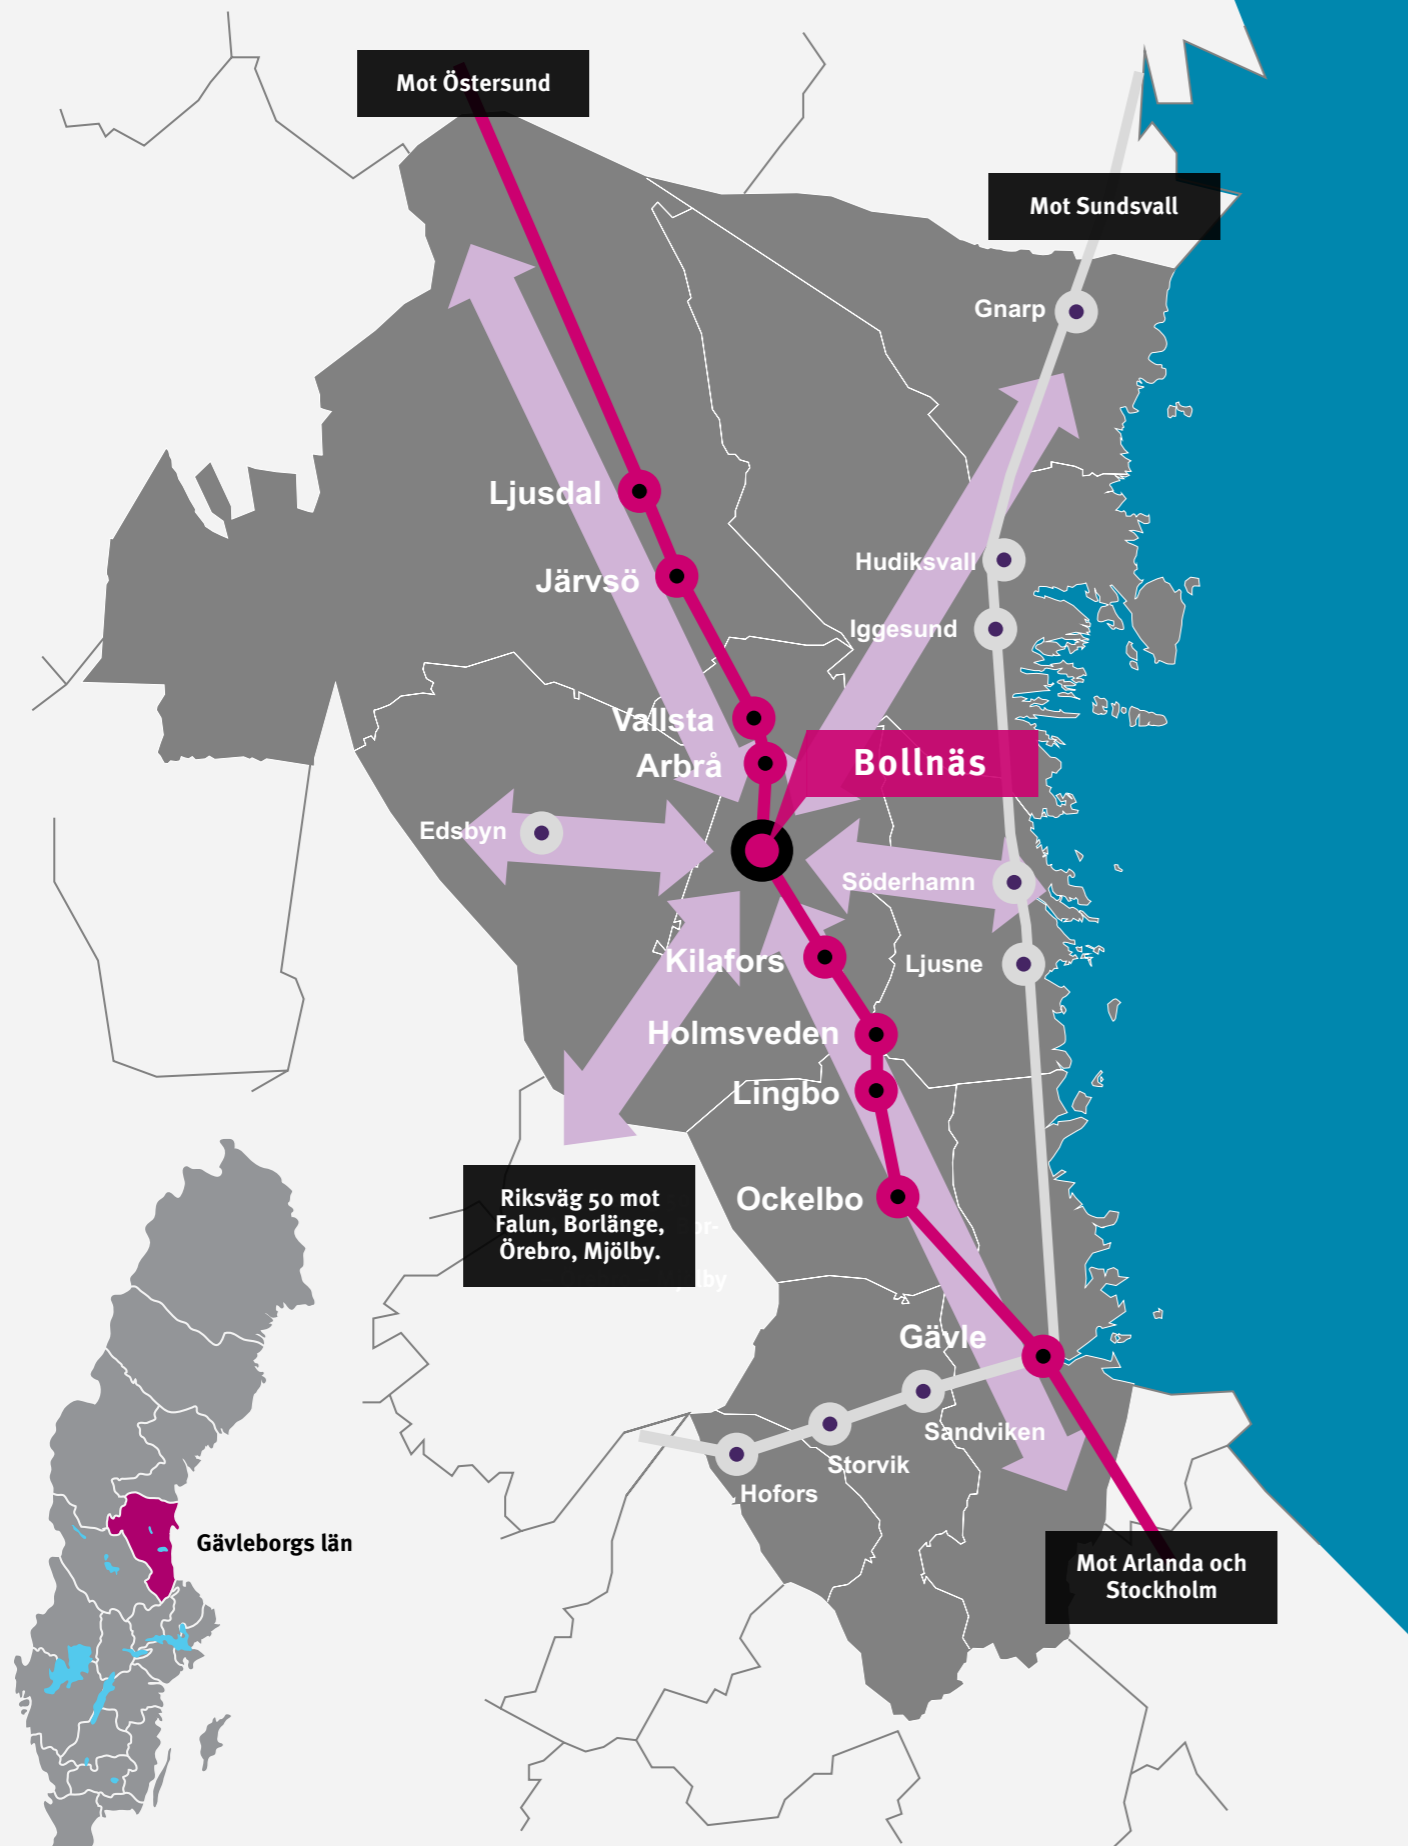 Mot Östersund
Mot Sundsvall
Gnarp
Ljusdal
Hudiksvall
Järvsö
Iggesund
Vallsta
Arbrå
Bollnäs
Edsbyn
Söderhamn
Kilafors
Ljusne
Holmsveden
Lingbo
Ockelbo
Riksväg 50 mot
Falun, Borlänge,
Örebro, Mjölby.
Gävle
Sandviken
Storvik
Hofors
Gävleborgs län
Mot Arlanda och
Stockholm